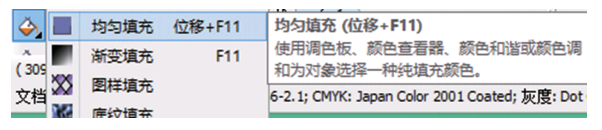 均匀填充 位移+F11
渐变填充 F11
图样填充
底纹填充
均匀填充 (位移+F11)
使用调色板、颜色查看器、颜色和谐或颜色调
和为对象选择一种纯填充颜色。
(309
文档
6-2.1; CMYK: Japan Color 2001 Coated; 灰度: Dot